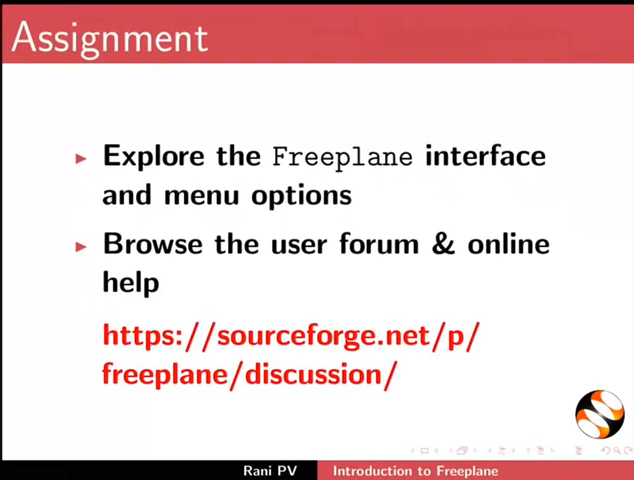 Assignment
Explore the Freeplane interface
and menu options
Browse the user forum & online
help
https://sourceforge.net/p/
freeplane/discussion/
Rani PV
Introduction to Freeplane